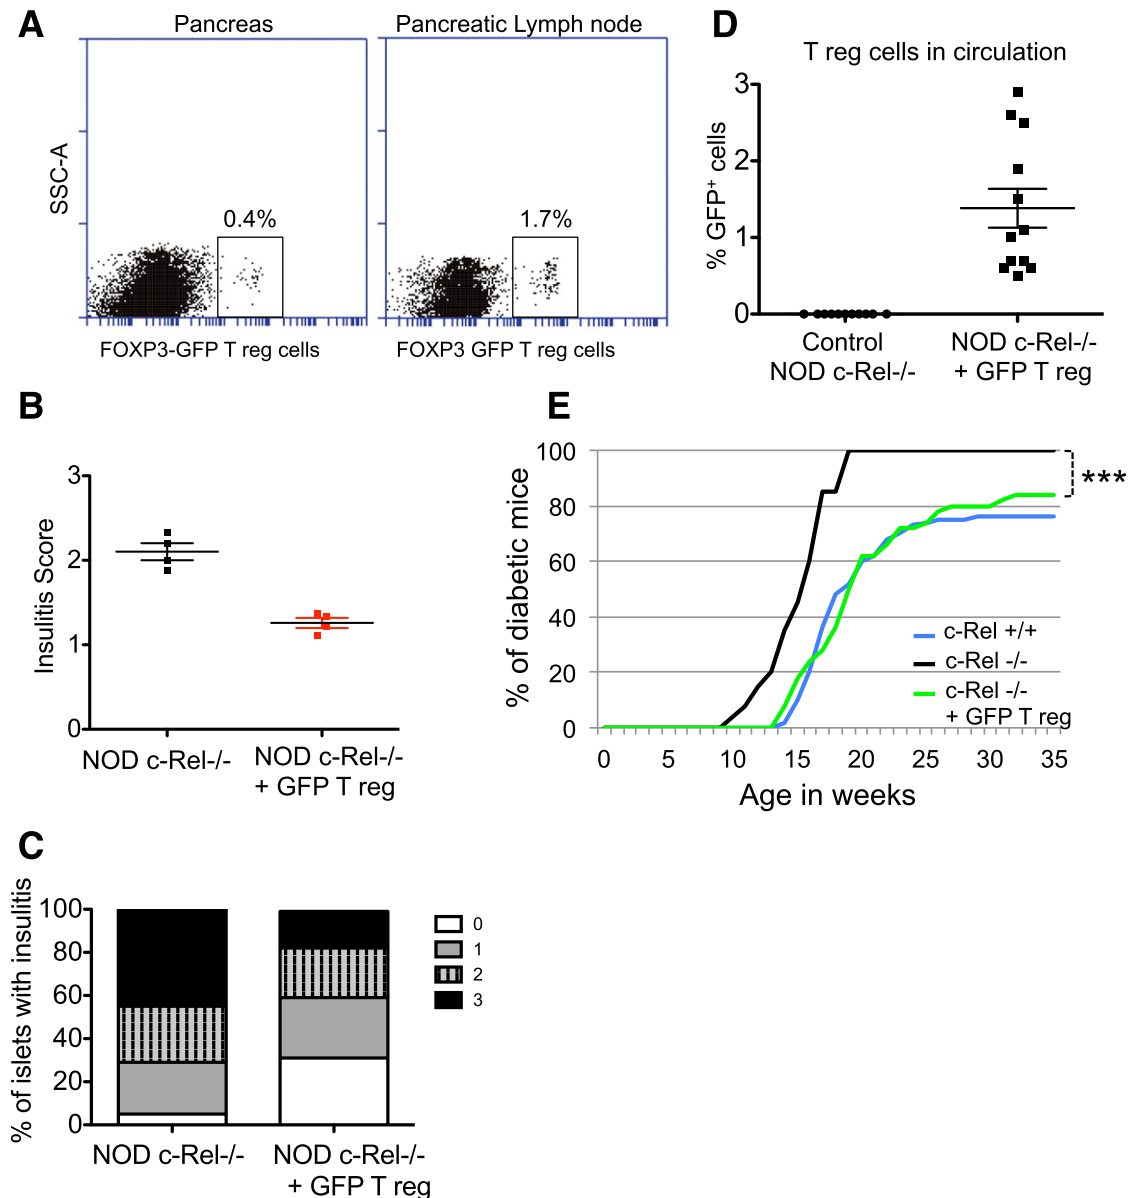 A
Pancreas
Pancreatic Lymph node
SSC-A
0.4%
1.7%
FOXP3-GFP T reg cells
FOXP3 GFP T reg cells
D
T reg cells in circulation
% GFP+ cells
3
2
1
0
Control
NOD c-Rel-/-
NOD c-Rel-/-
+ GFP T reg
B
Insulitis Score
3
2
1
0
NOD c-Rel-/-
NOD c-Rel-/-
+ GFP T reg
E
% of diabetic mice
100
80
60
40
20
0
0 5 10 15 20 25 30 35
Age in weeks
c-Rel +/+
c-Rel -/-
c-Rel -/-
+ GFP T reg
***
C
% of islets with insulitis
100
80
60
40
20
0
NOD c-Rel-/-
NOD c-Rel-/-
+ GFP T reg
0
1
2
3